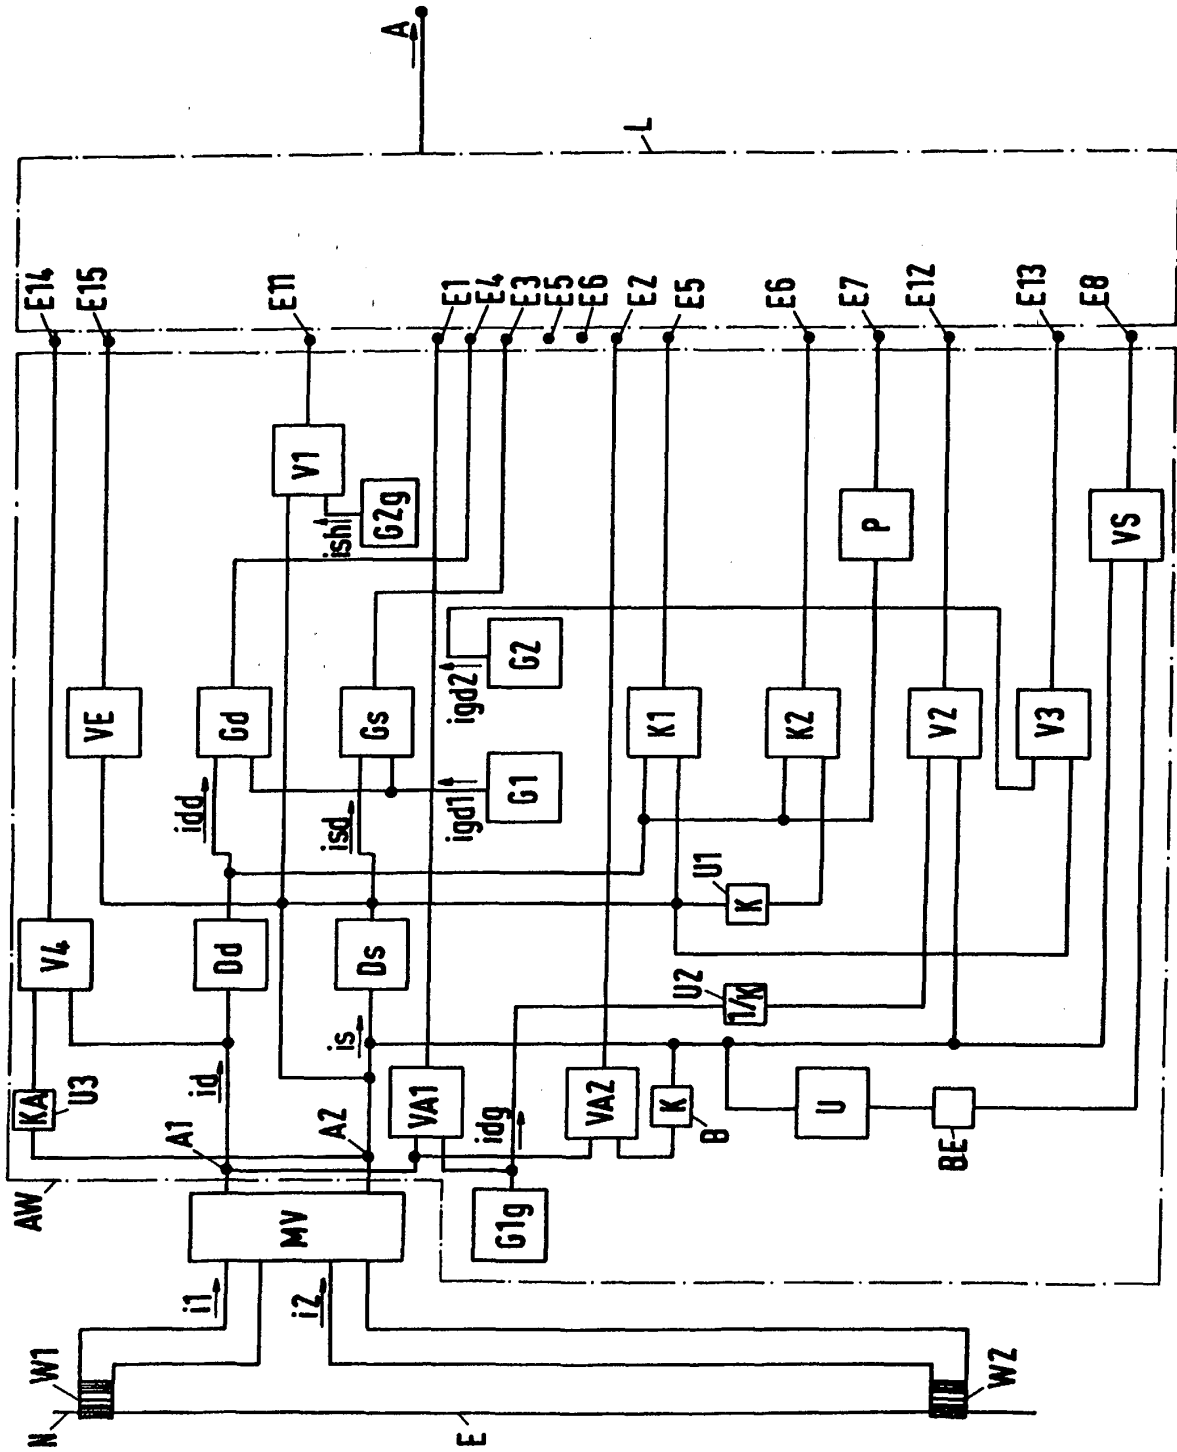 A
L
E14
E15
E11
E1
E4
E3
E5
E6
E2
E5
E6
E7
E12
E13
E8
V1
ishi
G2g
P
VS
VE
Gd
Gs
igd2
G2
K1
K2
V2
V3
idd
isd
igd1
G1
U1
K
V4
Dd
Ds
U2
1/K
KA
U3
id
is
VA1
VA2
K
B
U
BE
A1
A2
idg
AW
MV
G1g
i1
i2
W1
W2
N
E